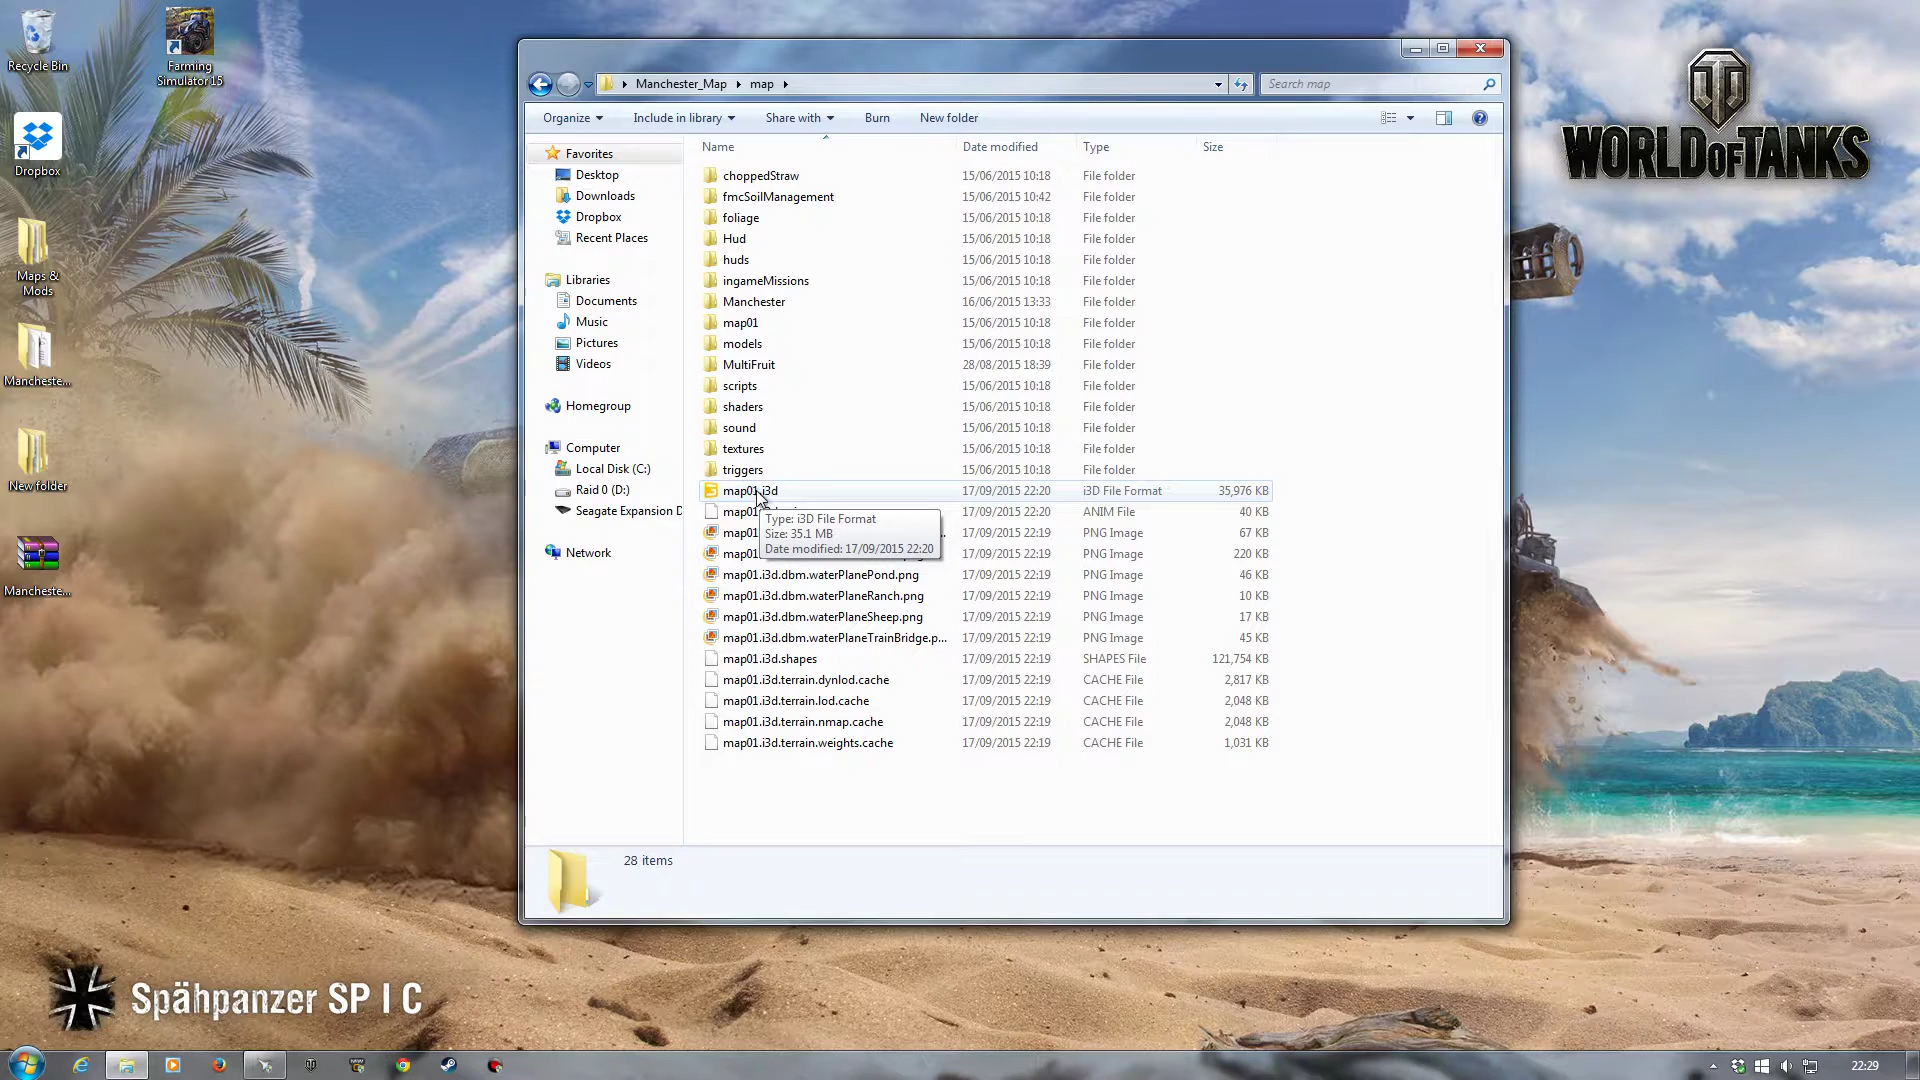 Recycle Bin
Farming
Simulator 15
Dropbox
Maps &
Mods
Mancheste...
New folder
Mancheste...
Manchester_Map
map
Search map
Organize
Include in library
Share with
Burn
New folder
Name
Date modified
Type
Size
Favorites
Desktop
Downloads
Dropbox
Recent Places
Libraries
Documents
Music
Pictures
Videos
Homegroup
Computer
Local Disk (C:)
Raid 0 (D:)
Seagate Expansion D
Network
choppedStraw 15/06/2015 10:18 File folder
fmcSoilManagement 15/06/2015 10:42 File folder
foliage 15/06/2015 10:18 File folder
Hud 15/06/2015 10:18 File folder
huds 15/06/2015 10:18 File folder
ingameMissions 15/06/2015 10:18 File folder
Manchester 16/06/2015 13:33 File folder
map01 15/06/2015 10:18 File folder
models 15/06/2015 10:18 File folder
MultiFruit 28/08/2015 18:39 File folder
scripts 15/06/2015 10:18 File folder
shaders 15/06/2015 10:18 File folder
sound 15/06/2015 10:18 File folder
textures 15/06/2015 10:18 File folder
triggers 15/06/2015 10:18 File folder
map01.i3d 17/09/2015 22:20 i3D File Format 35,976 KB
map01 17/09/2015 22:20 ANIM File 40 KB
map01 17/09/2015 22:19 PNG Image 67 KB
map01 17/09/2015 22:19 PNG Image 220 KB
Type: i3D File Format
Size: 35.1 MB
Date modified: 17/09/2015 22:20
map01.i3d.dbm.waterPlanePond.png 17/09/2015 22:19 PNG Image 46 KB
map01.i3d.dbm.waterPlaneRanch.png 17/09/2015 22:19 PNG Image 10 KB
map01.i3d.dbm.waterPlaneSheep.png 17/09/2015 22:19 PNG Image 17 KB
map01.i3d.dbm.waterPlaneTrainBridge.p... 17/09/2015 22:19 PNG Image 45 KB
map01.i3d.shapes 17/09/2015 22:19 SHAPES File 121,754 KB
map01.i3d.terrain.dynlod.cache 17/09/2015 22:19 CACHE File 2,817 KB
map01.i3d.terrain.lod.cache 17/09/2015 22:19 CACHE File 2,048 KB
map01.i3d.terrain.nmap.cache 17/09/2015 22:19 CACHE File 2,048 KB
map01.i3d.terrain.weights.cache 17/09/2015 22:19 CACHE File 1,031 KB
28 items
WORLD OF TANKS
Spähpanzer SP I C
22:29